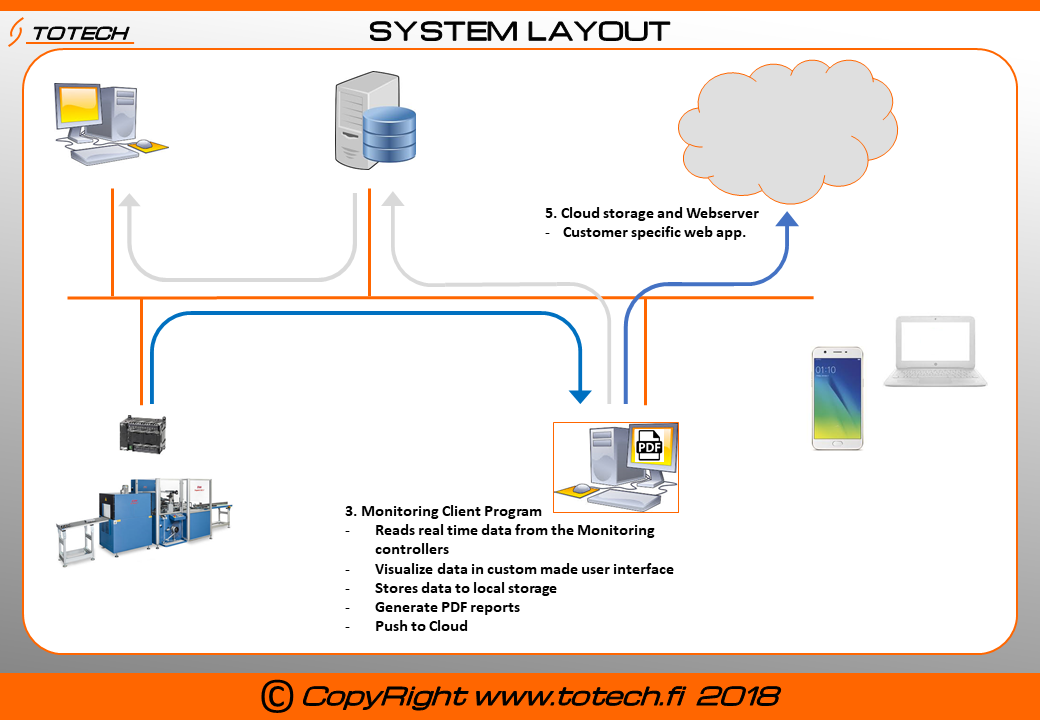 TOTECH
SYSTEM LAYOUT
5. Cloud storage and Webserver
- Customer specific web app.
01:10
PDF
3. Monitoring Client Program
- Reads real time data from the Monitoring
controllers
- Visualize data in custom made user interface
- Stores data to local storage
- Generate PDF reports
- Push to Cloud
© CopyRight www.totech.fi 2018